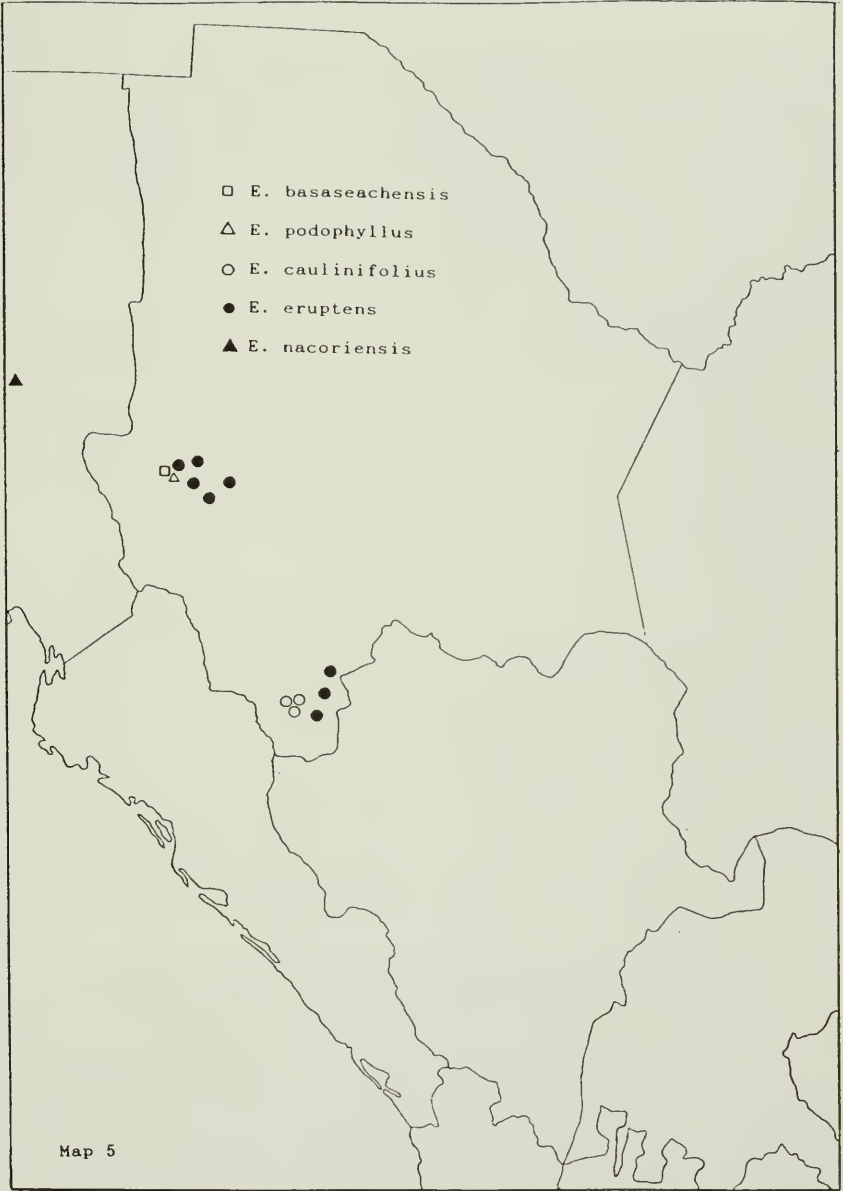 E. basaseachensis
E. podophyllus
E. caulinifolius
E. eruptens
E. nacoriensis
Map 5